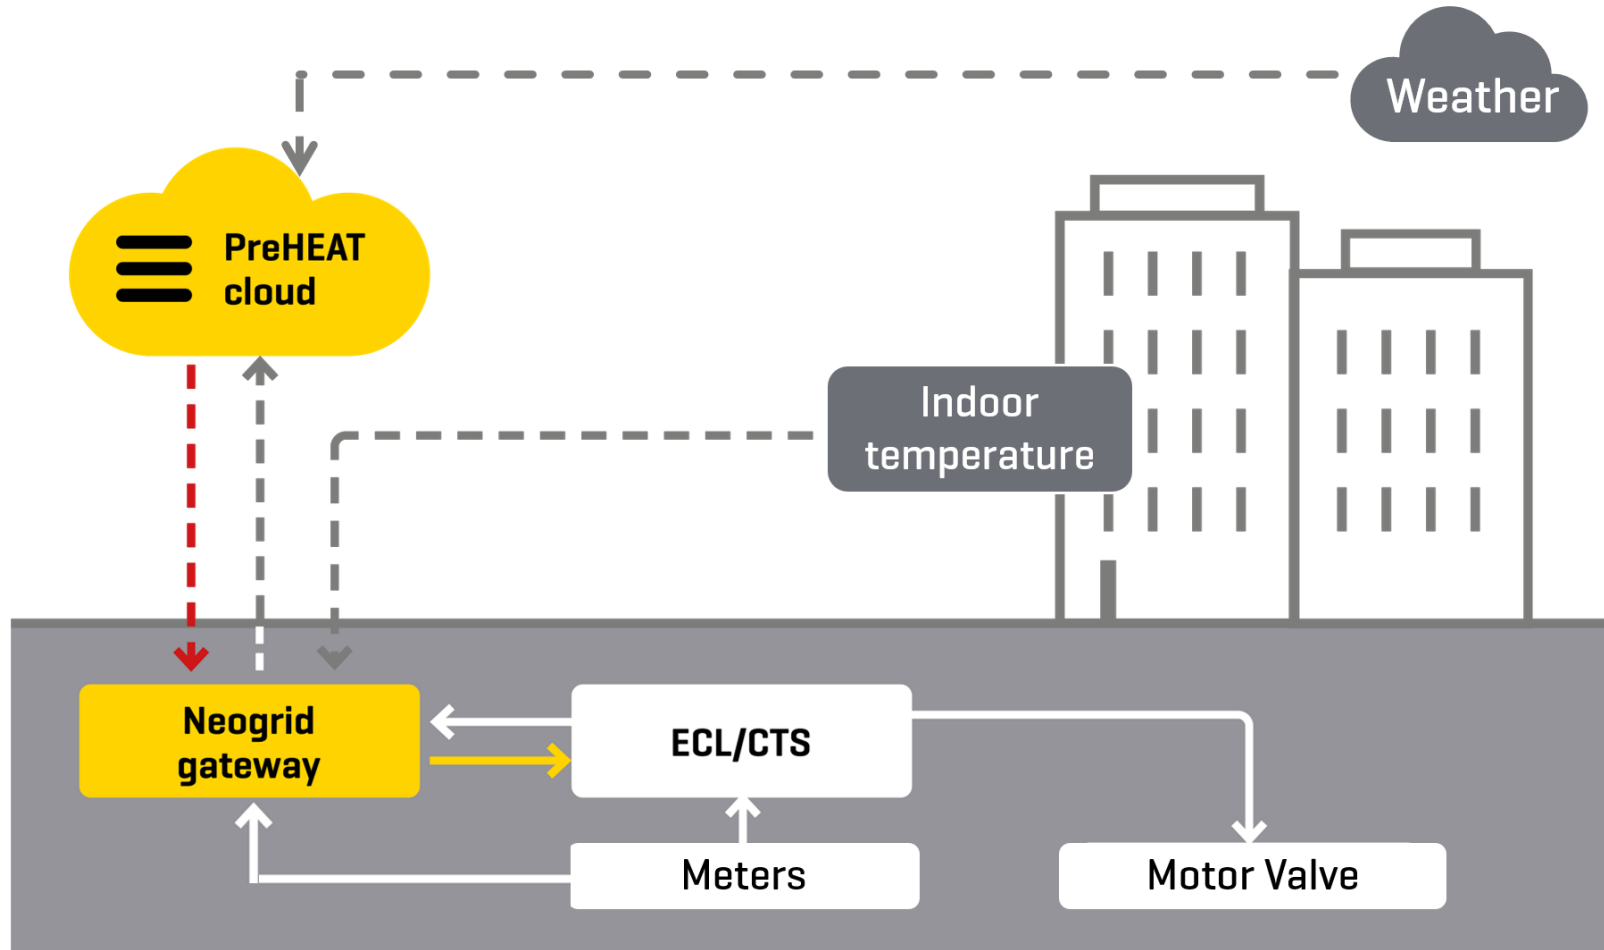 Weather
PreHEAT
cloud
Indoor
temperature
Neogrid
gateway
ECL/CTS
Meters
Motor Valve